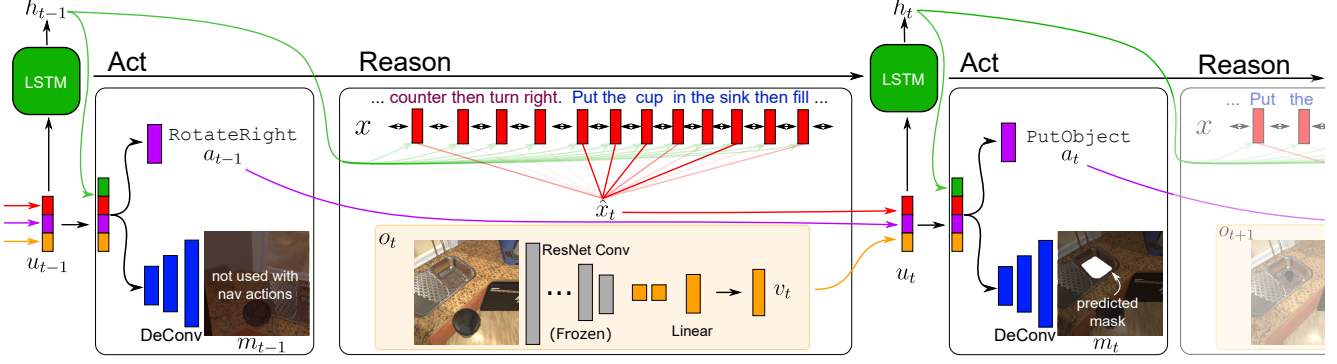 h_{t−1}
LSTM
Act
Reason
h_t
LSTM
Act
Reason
... counter then turn right. Put the cup in the sink then fill ...
... Put the
RotateRight
a_{t−1}
x
PutObject
a_t
x
x̂_t
u_{t−1}
not used with
nav actions
DeConv
m_{t−1}
o_t
ResNet Conv
...
(Frozen)
Linear
v_t
u_t
predicted
mask
DeConv
m_t
o_{t+1}